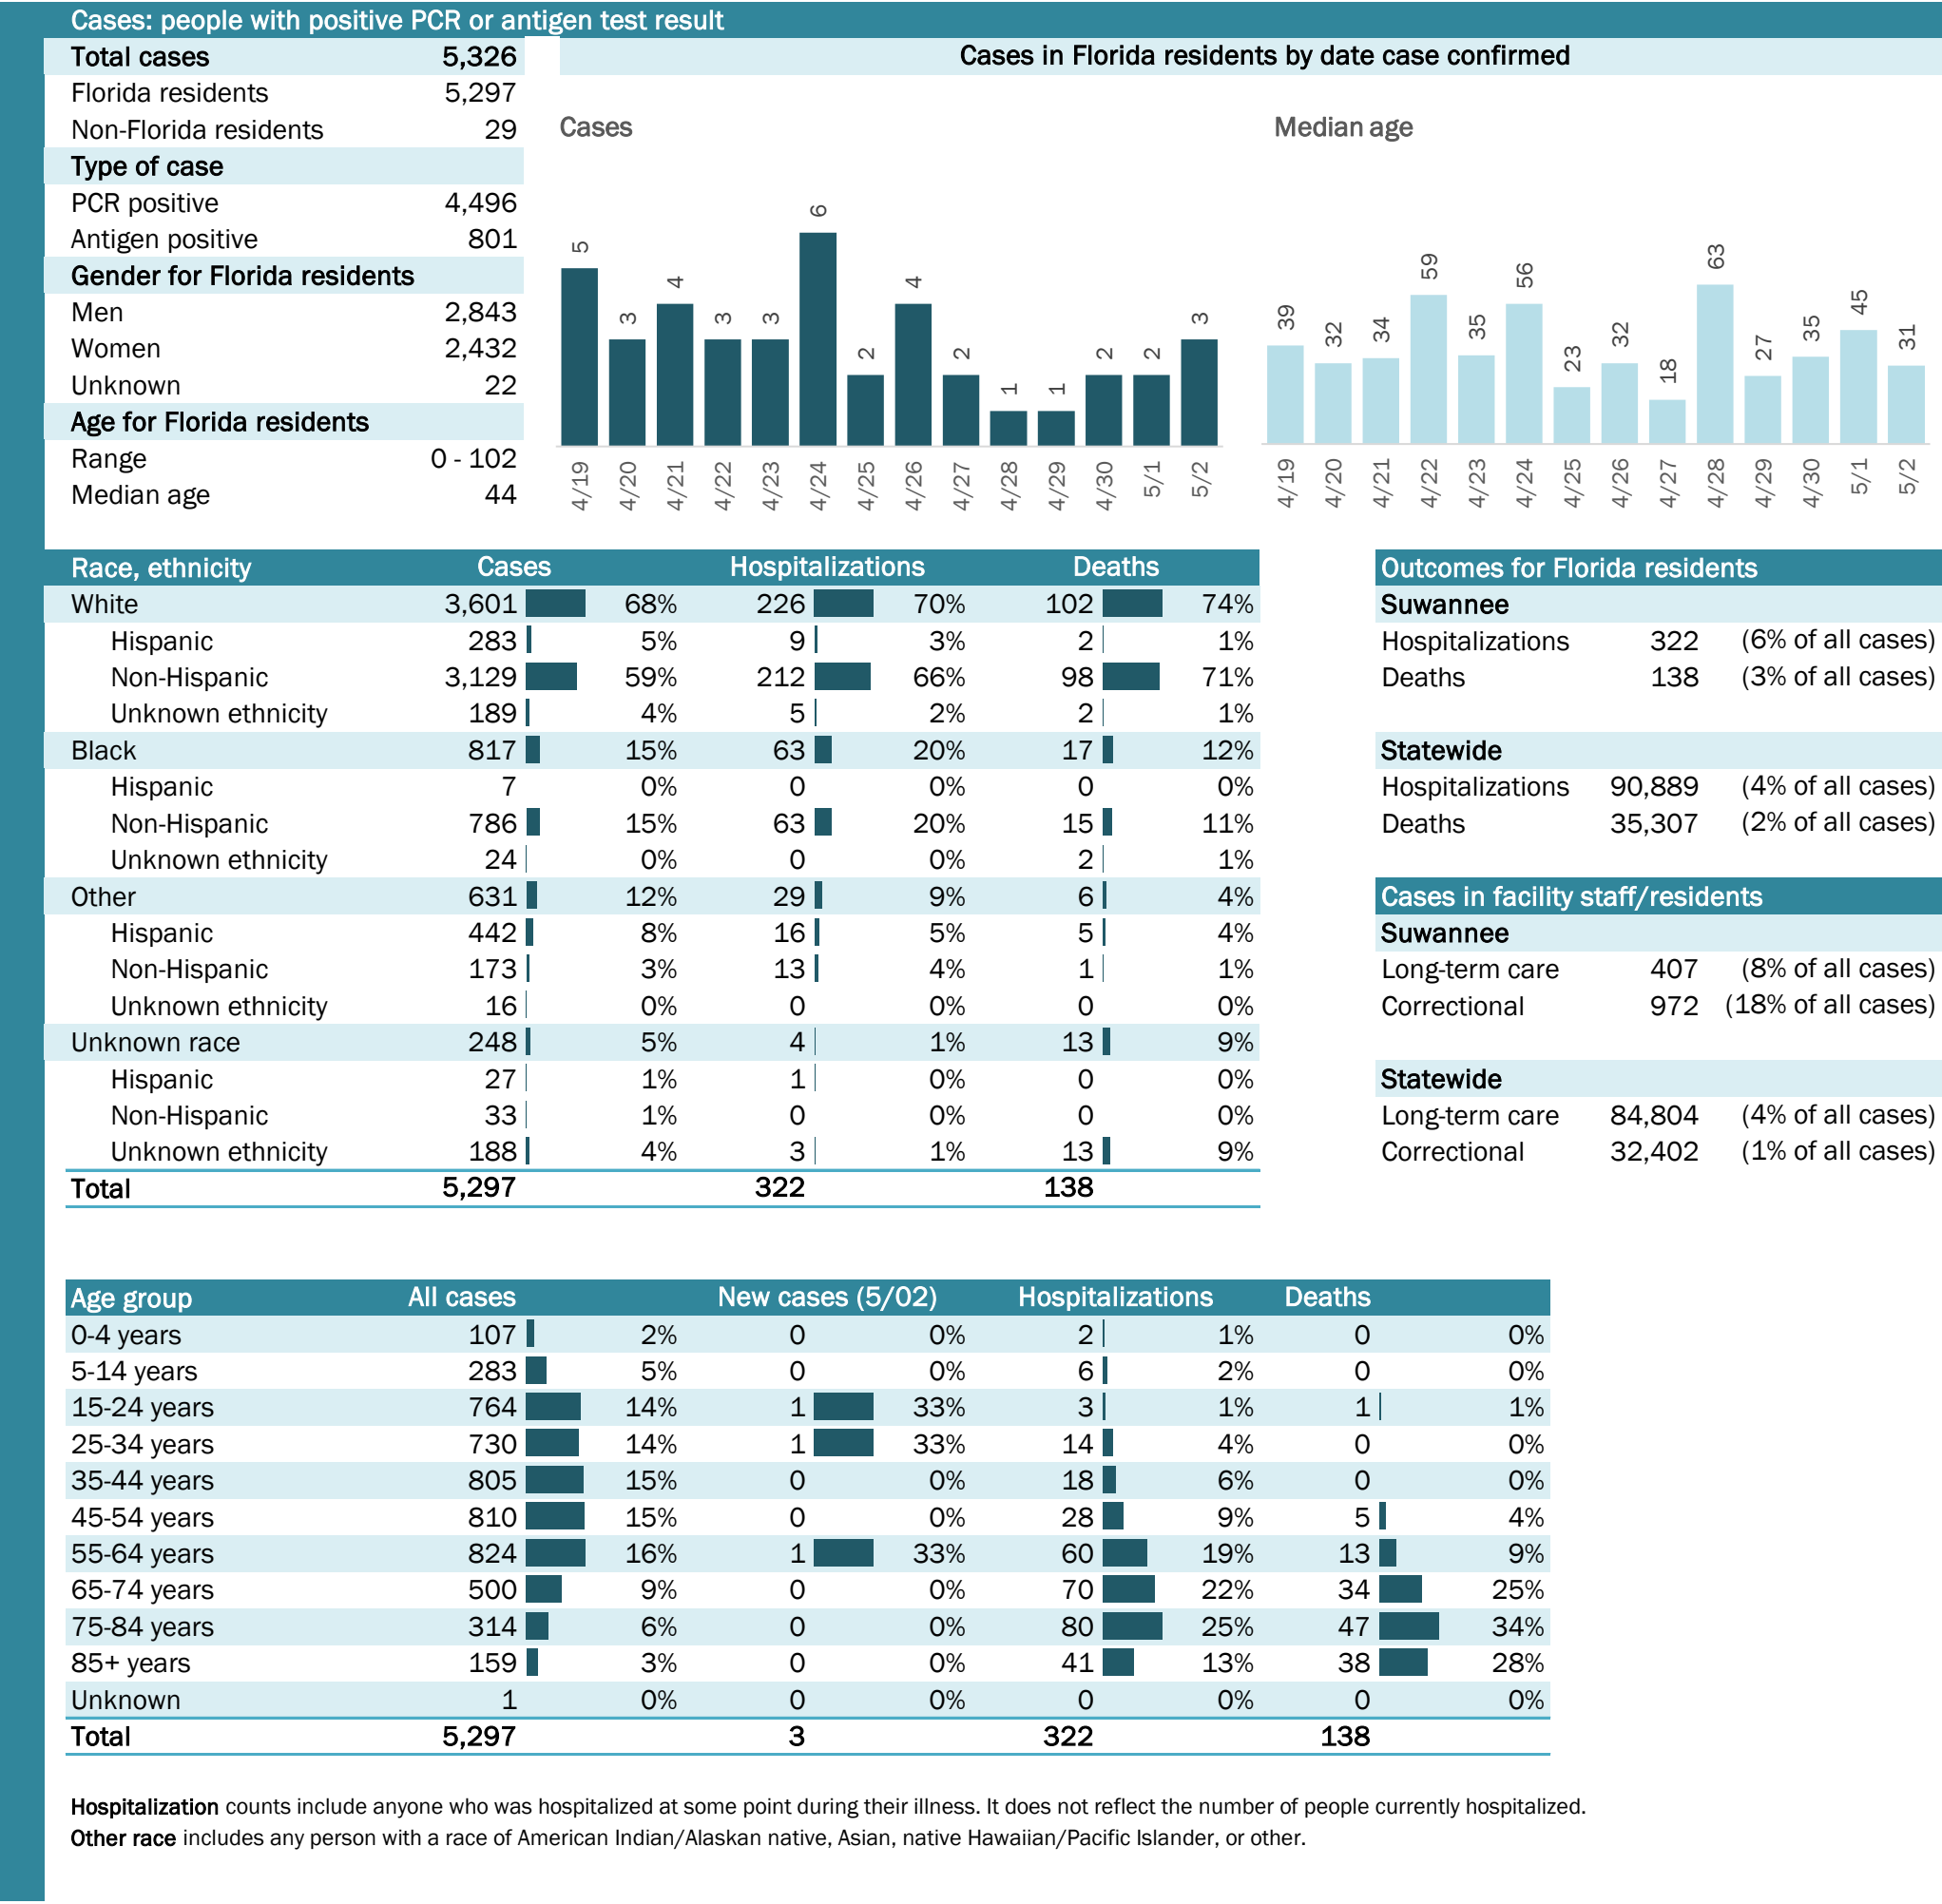 Cases: people with positive PCR or antigen test result
Total cases 5,326
Florida residents 5,297
Non-Florida residents 29
Type of case
PCR positive 4,496
Antigen positive 801
Gender for Florida residents
Men 2,843
Women 2,432
Unknown 22
Age for Florida residents
Range 0 - 102
Median age 44
Cases in Florida residents by date case confirmed
Cases
5 3 4 3 3 6 2 4 2 1 1 2 2 3
4/19 4/20 4/21 4/22 4/23 4/24 4/25 4/26 4/27 4/28 4/29 4/30 5/1 5/2
Median age
39 32 34 59 35 56 23 32 18 63 27 35 45 31
4/19 4/20 4/21 4/22 4/23 4/24 4/25 4/26 4/27 4/28 4/29 4/30 5/1 5/2
Race, ethnicity Cases Hospitalizations Deaths
White 3,601 68% 226 70% 102 74%
Hispanic 283 5% 9 3% 2 1%
Non-Hispanic 3,129 59% 212 66% 98 71%
Unknown ethnicity 189 4% 5 2% 2 1%
Black 817 15% 63 20% 17 12%
Hispanic 7 0% 0 0% 0 0%
Non-Hispanic 786 15% 63 20% 15 11%
Unknown ethnicity 24 0% 0 0% 2 1%
Other 631 12% 29 9% 6 4%
Hispanic 442 8% 16 5% 5 4%
Non-Hispanic 173 3% 13 4% 1 1%
Unknown ethnicity 16 0% 0 0% 0 0%
Unknown race 248 5% 4 1% 13 9%
Hispanic 27 1% 1 0% 0 0%
Non-Hispanic 33 1% 0 0% 0 0%
Unknown ethnicity 188 4% 3 1% 13 9%
Total 5,297 322 138
Outcomes for Florida residents
Suwannee
Hospitalizations 322 (6% of all cases)
Deaths 138 (3% of all cases)
Statewide
Hospitalizations 90,889 (4% of all cases)
Deaths 35,307 (2% of all cases)
Cases in facility staff/residents
Suwannee
Long-term care 407 (8% of all cases)
Correctional 972 (18% of all cases)
Statewide
Long-term care 84,804 (4% of all cases)
Correctional 32,402 (1% of all cases)
Age group All cases New cases (5/02) Hospitalizations Deaths
0-4 years 107 2% 0 0% 2 1% 0 0%
5-14 years 283 5% 0 0% 6 2% 0 0%
15-24 years 764 14% 1 33% 3 1% 1 1%
25-34 years 730 14% 1 33% 14 4% 0 0%
35-44 years 805 15% 0 0% 18 6% 0 0%
45-54 years 810 15% 0 0% 28 9% 5 4%
55-64 years 824 16% 1 33% 60 19% 13 9%
65-74 years 500 9% 0 0% 70 22% 34 25%
75-84 years 314 6% 0 0% 80 25% 47 34%
85+ years 159 3% 0 0% 41 13% 38 28%
Unknown 1 0% 0 0% 0 0% 0 0%
Total 5,297 3 322 138
Hospitalization counts include anyone who was hospitalized at some point during their illness. It does not reflect the number of people currently hospitalized.
Other race includes any person with a race of American Indian/Alaskan native, Asian, native Hawaiian/Pacific Islander, or other.